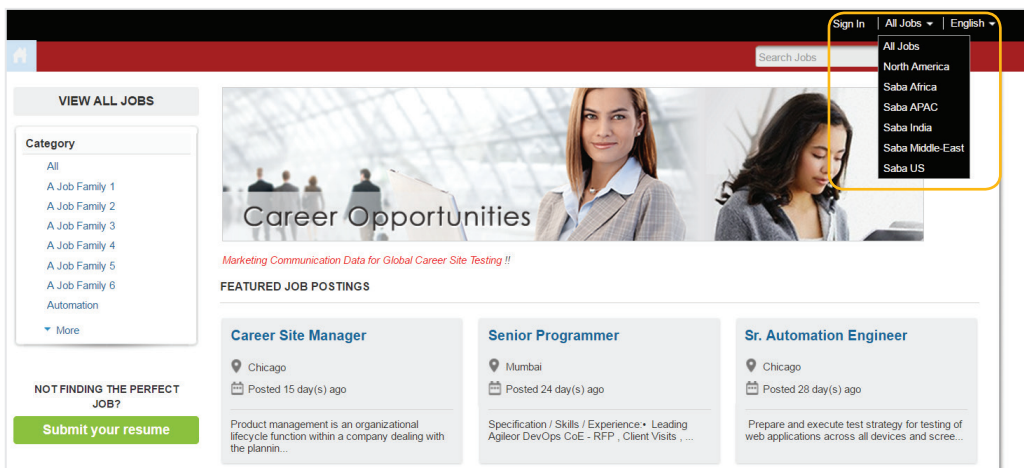 Sign In
All Jobs
English
Search Jobs
All Jobs
North America
Saba Africa
Saba APAC
Saba India
Saba Middle-East
Saba US
VIEW ALL JOBS
Category
All
A Job Family 1
A Job Family 2
A Job Family 3
A Job Family 4
A Job Family 5
A Job Family 6
Automation
More
NOT FINDING THE PERFECT
JOB?
Submit your resume
Career Opportunities
Marketing Communication Data for Global Career Site Testing !!
FEATURED JOB POSTINGS
Career Site Manager
Chicago
Posted 15 day(s) ago
Product management is an organizational
lifecycle function within a company dealing with
the plannin...
Senior Programmer
Mumbai
Posted 24 day(s) ago
Specification / Skills / Experience:• Leading
Agileor DevOps CoE - RFP , Client Visits , ...
Sr. Automation Engineer
Chicago
Posted 28 day(s) ago
Prepare and execute test strategy for testing of
web applications across all devices and scree...